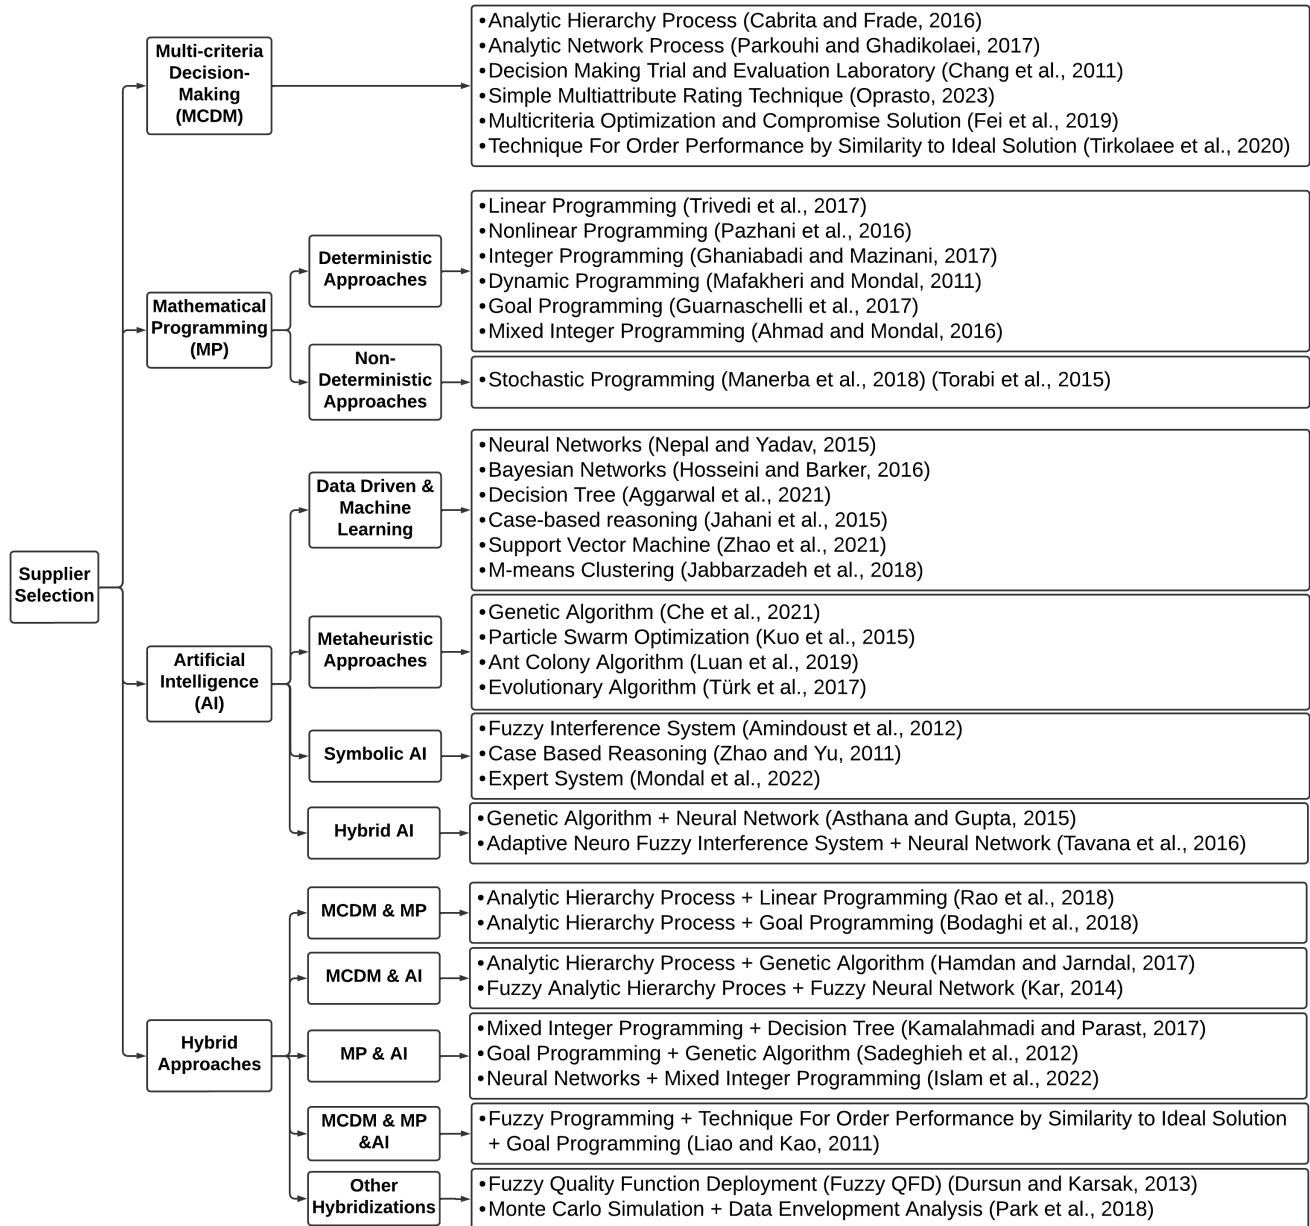 Supplier
Selection
Multi-criteria
Decision-
Making
(MCDM)
•Analytic Hierarchy Process (Cabrita and Frade, 2016)
•Analytic Network Process (Parkouhi and Ghadikolaei, 2017)
•Decision Making Trial and Evaluation Laboratory (Chang et al., 2011)
•Simple Multiattribute Rating Technique (Oprasto, 2023)
•Multicriteria Optimization and Compromise Solution (Fei et al., 2019)
•Technique For Order Performance by Similarity to Ideal Solution (Tirkolaee et al., 2020)
Mathematical
Programming
(MP)
Deterministic
Approaches
•Linear Programming (Trivedi et al., 2017)
•Nonlinear Programming (Pazhani et al., 2016)
•Integer Programming (Ghaniabadi and Mazinani, 2017)
•Dynamic Programming (Mafakheri and Mondal, 2011)
•Goal Programming (Guarnaschelli et al., 2017)
•Mixed Integer Programming (Ahmad and Mondal, 2016)
Non-
Deterministic
Approaches
•Stochastic Programming (Manerba et al., 2018) (Torabi et al., 2015)
Artificial
Intelligence
(AI)
Data Driven &
Machine
Learning
•Neural Networks (Nepal and Yadav, 2015)
•Bayesian Networks (Hosseini and Barker, 2016)
•Decision Tree (Aggarwal et al., 2021)
•Case-based reasoning (Jahani et al., 2015)
•Support Vector Machine (Zhao et al., 2021)
•M-means Clustering (Jabbarzadeh et al., 2018)
Metaheuristic
Approaches
•Genetic Algorithm (Che et al., 2021)
•Particle Swarm Optimization (Kuo et al., 2015)
•Ant Colony Algorithm (Luan et al., 2019)
•Evolutionary Algorithm (Türk et al., 2017)
Symbolic AI
•Fuzzy Interference System (Amindoust et al., 2012)
•Case Based Reasoning (Zhao and Yu, 2011)
•Expert System (Mondal et al., 2022)
Hybrid AI
•Genetic Algorithm + Neural Network (Asthana and Gupta, 2015)
•Adaptive Neuro Fuzzy Interference System + Neural Network (Tavana et al., 2016)
Hybrid
Approaches
MCDM & MP
•Analytic Hierarchy Process + Linear Programming (Rao et al., 2018)
•Analytic Hierarchy Process + Goal Programming (Bodaghi et al., 2018)
MCDM & AI
•Analytic Hierarchy Process + Genetic Algorithm (Hamdan and Jarndal, 2017)
•Fuzzy Analytic Hierarchy Proces + Fuzzy Neural Network (Kar, 2014)
MP & AI
•Mixed Integer Programming + Decision Tree (Kamalahmadi and Parast, 2017)
•Goal Programming + Genetic Algorithm (Sadeghieh et al., 2012)
•Neural Networks + Mixed Integer Programming (Islam et al., 2022)
MCDM & MP
&AI
•Fuzzy Programming + Technique For Order Performance by Similarity to Ideal Solution
+ Goal Programming (Liao and Kao, 2011)
Other
Hybridizations
•Fuzzy Quality Function Deployment (Fuzzy QFD) (Dursun and Karsak, 2013)
•Monte Carlo Simulation + Data Envelopment Analysis (Park et al., 2018)